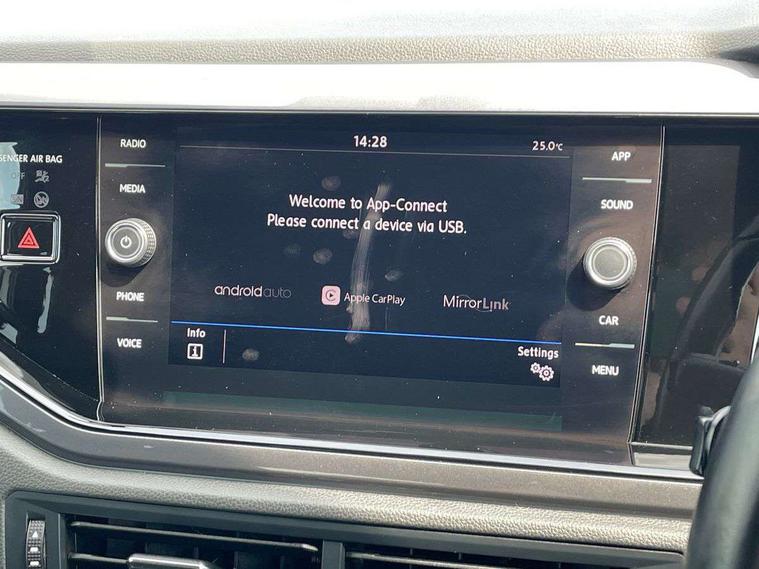 RADIO
14:28
25.0°C
APP
AIR BAG
OFF
MEDIA
SOUND
Welcome to App-Connect
Please connect a device via USB.
androidauto
Apple CarPlay
MirrorLink
PHONE
CAR
VOICE
Info
Settings
MENU